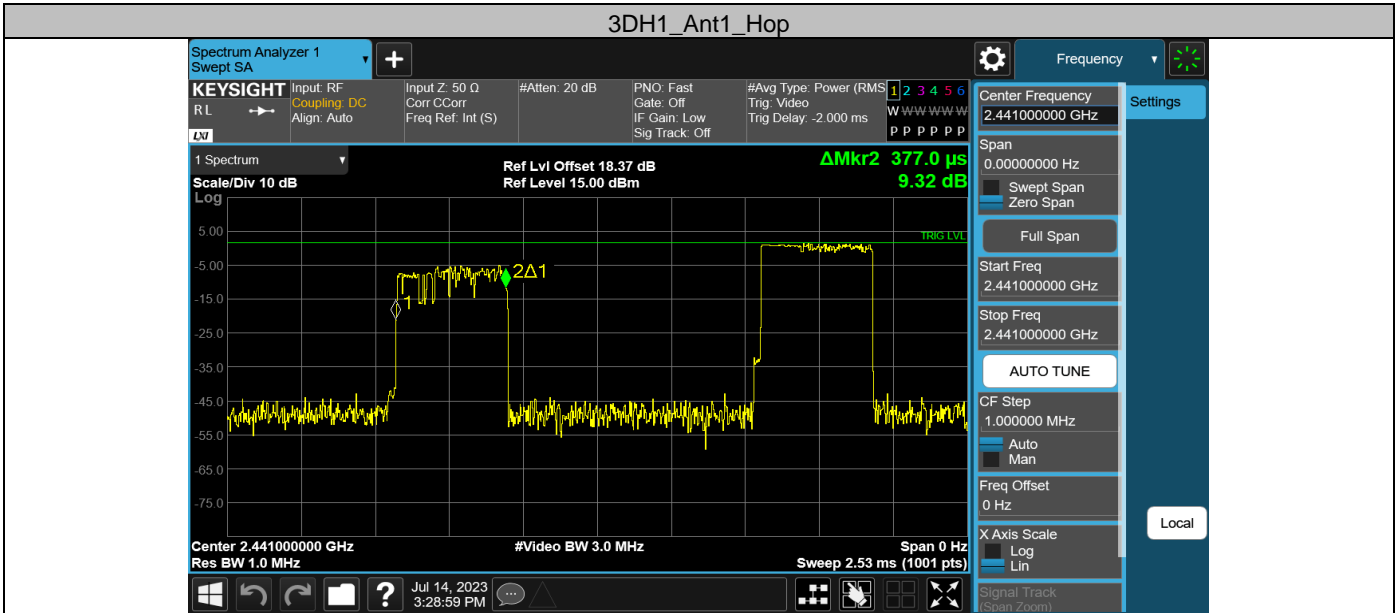 3DH1_Ant1_Hop
Spectrum Analyzer 1
Swept SA
Frequency
KEYSIGHT
RL
LXI
Input: RF
Coupling: DC
Align: Auto
Input Z: 50 Ω
Corr CCorr
Freq Ref: Int (S)
#Atten: 20 dB
PNO: Fast
Gate: Off
IF Gain: Low
Sig Track: Off
#Avg Type: Power (RMS
Trig: Video
Trig Delay: -2.000 ms
1 2 3 4 5 6
W W W W W W
P P P P P P
1 Spectrum
Scale/Div 10 dB
Log
Ref Lvl Offset 18.37 dB
Ref Level 15.00 dBm
ΔMkr2 377.0 µs
9.32 dB
5.00
-5.00
-15.0
-25.0
-35.0
-45.0
-55.0
-65.0
-75.0
TRIG LVL
1
2Δ1
Center 2.441000000 GHz
Res BW 1.0 MHz
#Video BW 3.0 MHz
Span 0 Hz
Sweep 2.53 ms (1001 pts)
Center Frequency
2.441000000 GHz
Span
0.00000000 Hz
Swept Span
Zero Span
Full Span
Start Freq
2.441000000 GHz
Stop Freq
2.441000000 GHz
AUTO TUNE
CF Step
1.000000 MHz
Auto
Man
Freq Offset
0 Hz
X Axis Scale
Log
Lin
Signal Track
(Span Zoom)
Settings
Local
?
Jul 14, 2023
3:28:59 PM